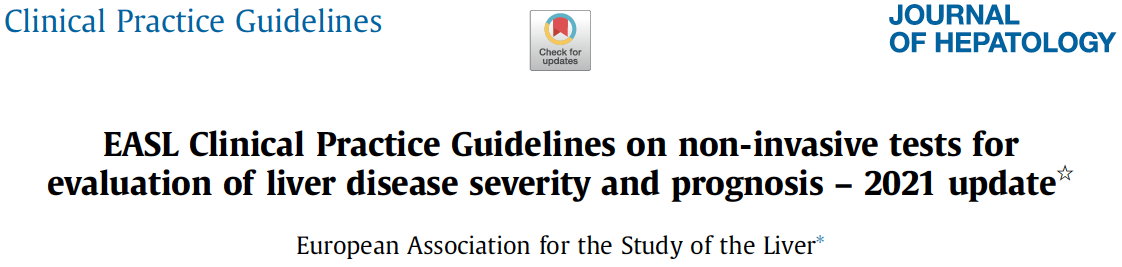 Clinical Practice Guidelines
Check for
updates
JOURNAL
OF HEPATOLOGY
EASL Clinical Practice Guidelines on non-invasive tests for
evaluation of liver disease severity and prognosis – 2021 update☆
European Association for the Study of the Liver*